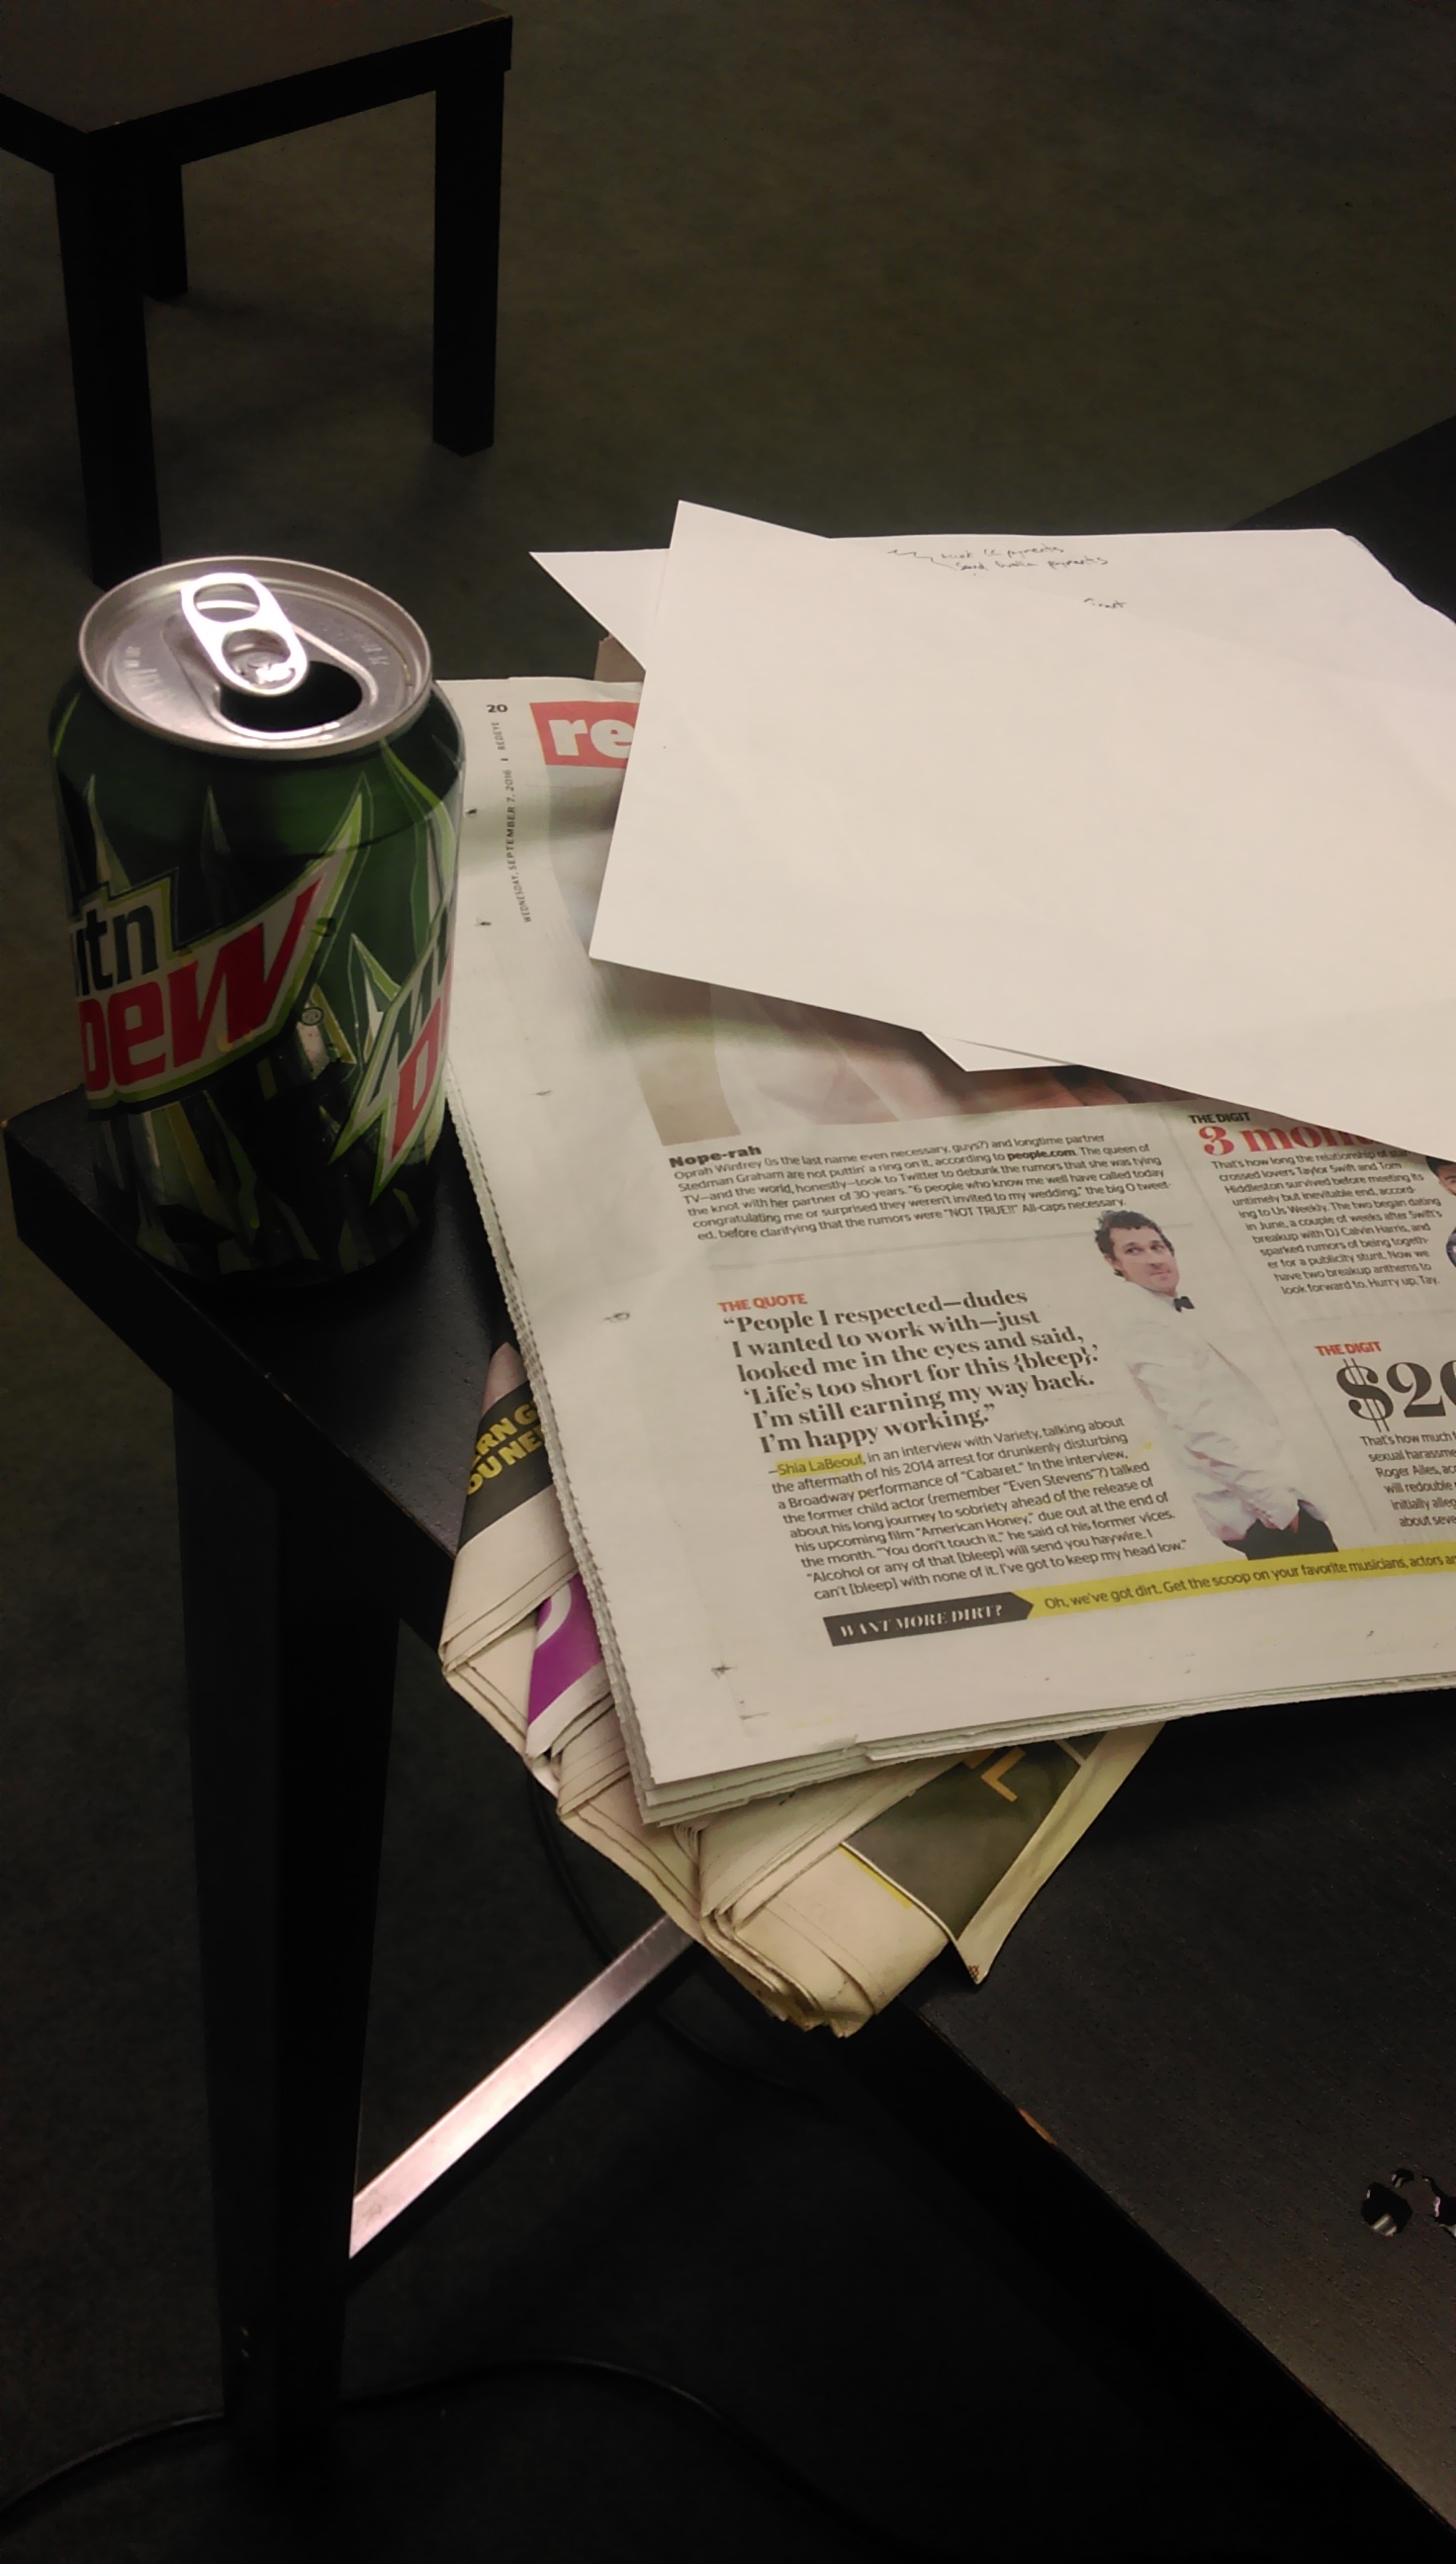 send
payments
20
re
WEDNESDAY, SEPTEMBER 7, 2016 | REDEYE
mtn
Dew
Nope-rah
Oprah Winfrey (is the last name even necessary, guys?) and longtime partner
Stedman Graham are not puttin' a ring on it, according to people.com. The queen of
TV—and the world, honestly—took to Twitter to debunk the rumors that she was tying
the knot with her partner of 30 years. "6 people who know me well have called today
congratulating me or surprised they weren't invited to my wedding," the big O tweet-
ed, before clarifying that the rumors were "NOT TRUE!!" All-caps necessary.
THE QUOTE
"People I respected—dudes
I wanted to work with—just
looked me in the eyes and said,
'Life's too short for this {bleep}.'
I'm still earning my way back.
I'm happy working."
—Shia LaBeouf, in an interview with Variety, talking about
the aftermath of his 2014 arrest for drunkenly disturbing
a Broadway performance of "Cabaret." In the interview,
the former child actor (remember "Even Stevens"?) talked
about his long journey to sobriety ahead of the release of
his upcoming film "American Honey," due out at the end of
the month. "You don't touch it," he said of his former vices.
"Alcohol or any of that [bleep] will send you haywire. I
can't [bleep] with none of it. I've got to keep my head low."
THE DIGIT
3 mon
That's how long the relationship of star-
crossed lovers Taylor Swift and Tom
Hiddleston survived before meeting its
untimely but inevitable end, accord-
ing to Us Weekly. The two began dating
in June, a couple of weeks after Swift's
breakup with DJ Calvin Harris, and
sparked rumors of being togeth-
er for a publicity stunt. Now we
have two breakup anthems to
look forward to. Hurry up, Tay.
THE DIGIT
$20
That's how much
sexual harassme
Roger Ailes, acc
will redouble
initially alleg
about seve
WANT MORE DIRT?
Oh, we've got dirt. Get the scoop on your favorite musicians, actors an